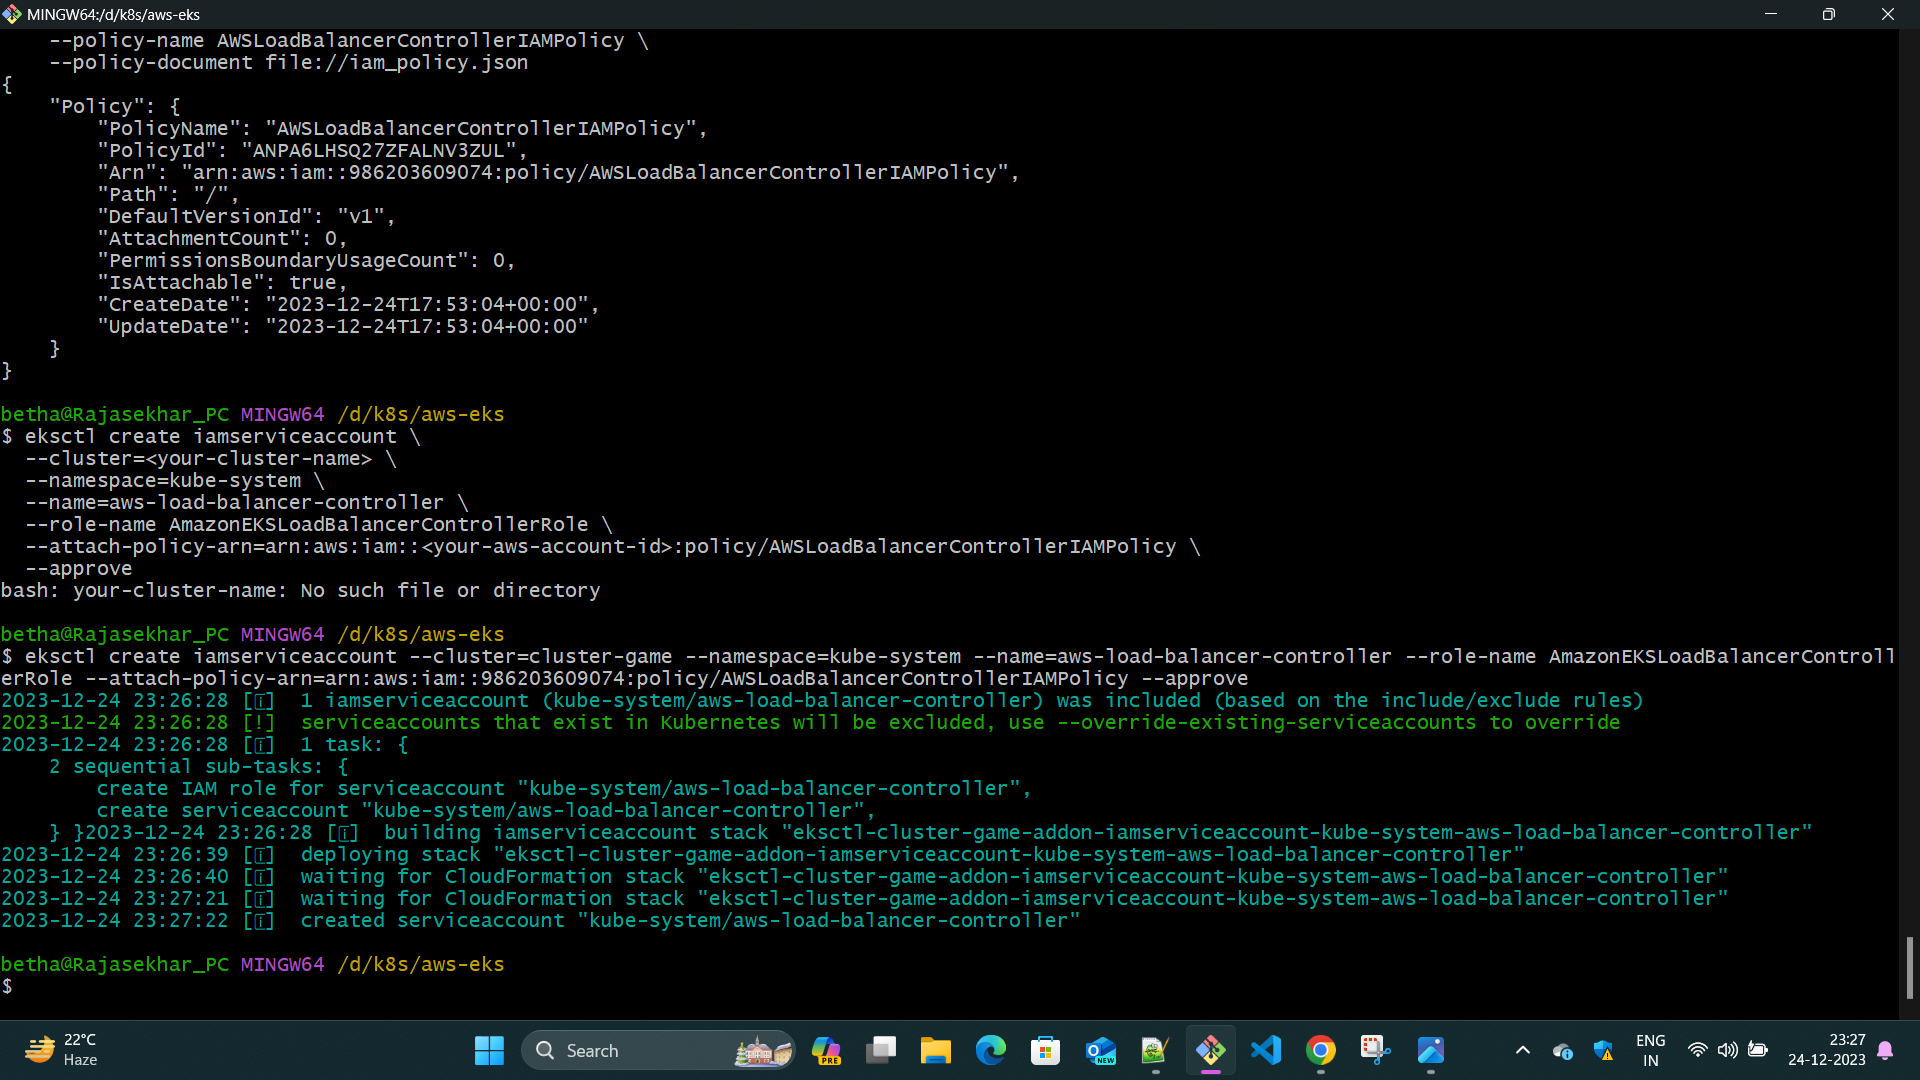 MINGW64:/d/k8s/aws-eks
    --policy-name AWSLoadBalancerControllerIAMPolicy \
    --policy-document file://iam_policy.json
{
    "Policy": {
        "PolicyName": "AWSLoadBalancerControllerIAMPolicy",
        "PolicyId": "ANPA6LHSQ27ZFALNV3ZUL",
        "Arn": "arn:aws:iam::986203609074:policy/AWSLoadBalancerControllerIAMPolicy",
        "Path": "/",
        "DefaultVersionId": "v1",
        "AttachmentCount": 0,
        "PermissionsBoundaryUsageCount": 0,
        "IsAttachable": true,
        "CreateDate": "2023-12-24T17:53:04+00:00",
        "UpdateDate": "2023-12-24T17:53:04+00:00"
    }
}
betha@Rajasekhar_PC MINGW64 /d/k8s/aws-eks
$ eksctl create iamserviceaccount \
  --cluster=<your-cluster-name> \
  --namespace=kube-system \
  --name=aws-load-balancer-controller \
  --role-name AmazonEKSLoadBalancerControllerRole \
  --attach-policy-arn=arn:aws:iam::<your-aws-account-id>:policy/AWSLoadBalancerControllerIAMPolicy \
  --approve
bash: your-cluster-name: No such file or directory
betha@Rajasekhar_PC MINGW64 /d/k8s/aws-eks
$ eksctl create iamserviceaccount --cluster=cluster-game --namespace=kube-system --name=aws-load-balancer-controller --role-name AmazonEKSLoadBalancerControll
erRole --attach-policy-arn=arn:aws:iam::986203609074:policy/AWSLoadBalancerControllerIAMPolicy --approve
2023-12-24 23:26:28 [i]  1 iamserviceaccount (kube-system/aws-load-balancer-controller) was included (based on the include/exclude rules)
2023-12-24 23:26:28 [!]  serviceaccounts that exist in Kubernetes will be excluded, use --override-existing-serviceaccounts to override
2023-12-24 23:26:28 [i]  1 task: {
    2 sequential sub-tasks: {
        create IAM role for serviceaccount "kube-system/aws-load-balancer-controller",
        create serviceaccount "kube-system/aws-load-balancer-controller",
    } }2023-12-24 23:26:28 [i]  building iamserviceaccount stack "eksctl-cluster-game-addon-iamserviceaccount-kube-system-aws-load-balancer-controller"
2023-12-24 23:26:39 [i]  deploying stack "eksctl-cluster-game-addon-iamserviceaccount-kube-system-aws-load-balancer-controller"
2023-12-24 23:26:40 [i]  waiting for CloudFormation stack "eksctl-cluster-game-addon-iamserviceaccount-kube-system-aws-load-balancer-controller"
2023-12-24 23:27:21 [i]  waiting for CloudFormation stack "eksctl-cluster-game-addon-iamserviceaccount-kube-system-aws-load-balancer-controller"
2023-12-24 23:27:22 [i]  created serviceaccount "kube-system/aws-load-balancer-controller"
betha@Rajasekhar_PC MINGW64 /d/k8s/aws-eks
$
22°C
Haze
Search
PRE
NEW
ENG
IN
23:27
24-12-2023